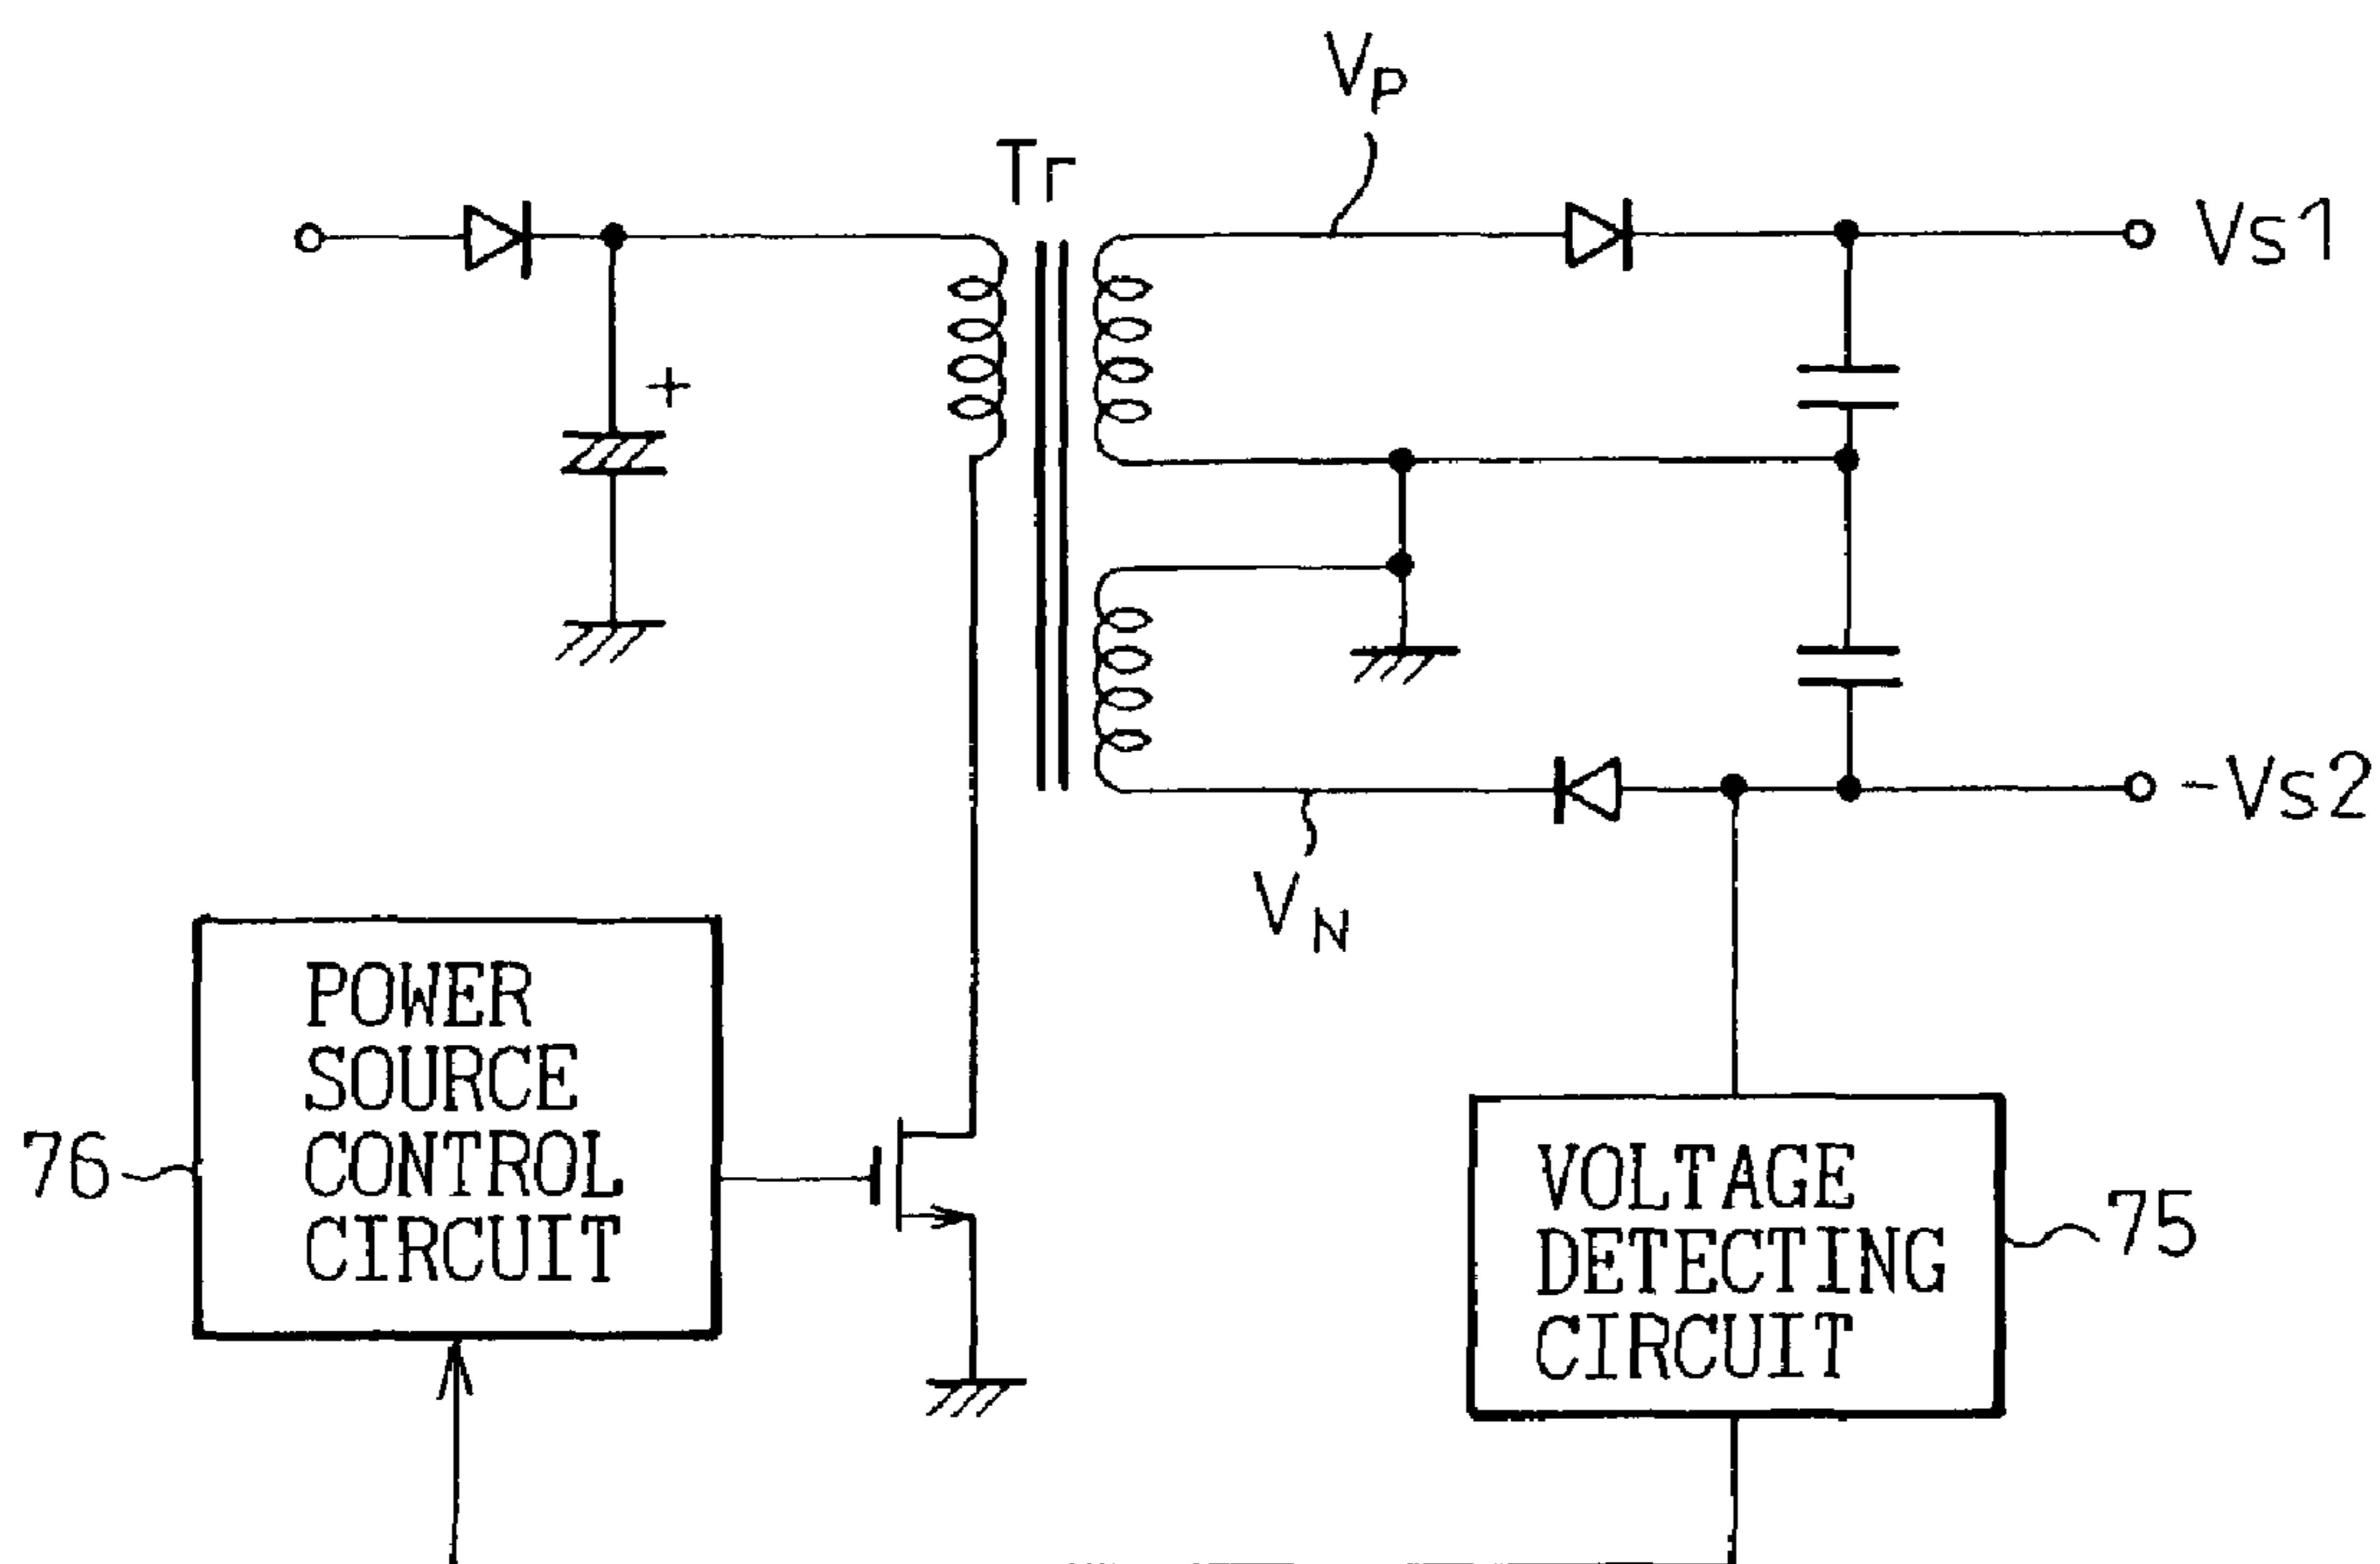 VP
Tr
Vs1
+
-Vs2
VN
POWER
SOURCE
CONTROL
CIRCUIT
76
VOLTAGE
DETECTING
CIRCUIT
75